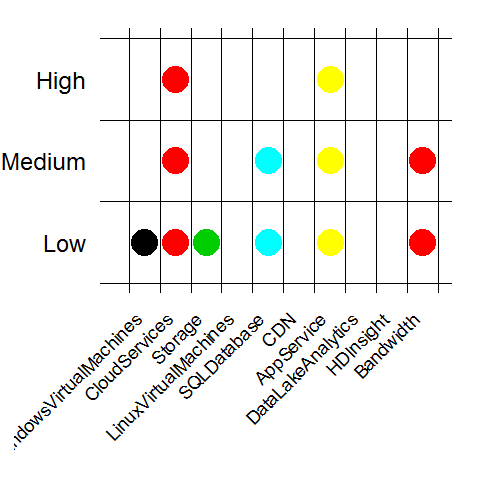 High
Medium
Low
ndowsVirtualMachines
CloudServices
Storage
LinuxVirtualMachines
SQLDatabase
CDN
AppService
DataLakeAnalytics
HDInsight
Bandwidth